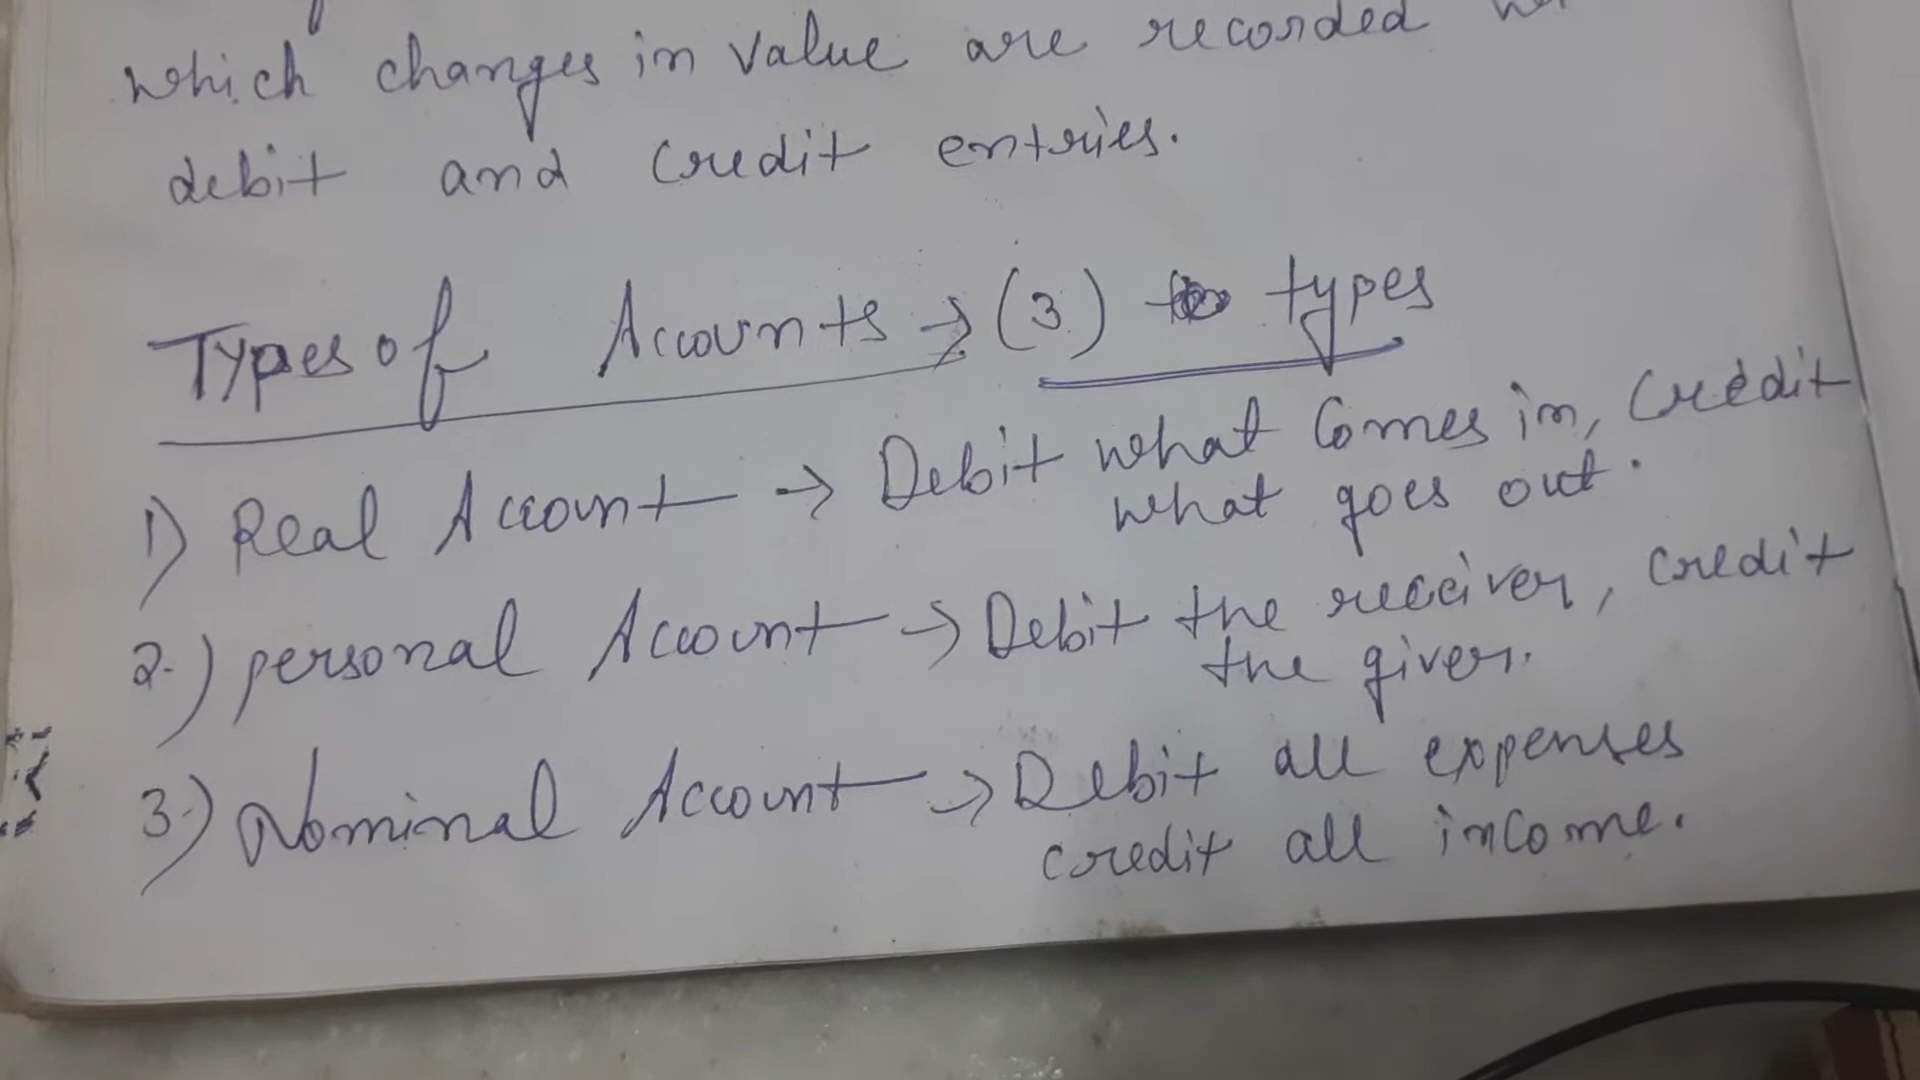 which changes in value are recorded
debit and credit entries.
Types of Accounts → (3) types
1) Real Account → Debit what comes in, credit
what goes out.
2.) personal Account → Debit the receiver, credit
the giver.
3.) Nominal Account → Debit all expenses
credit all income.